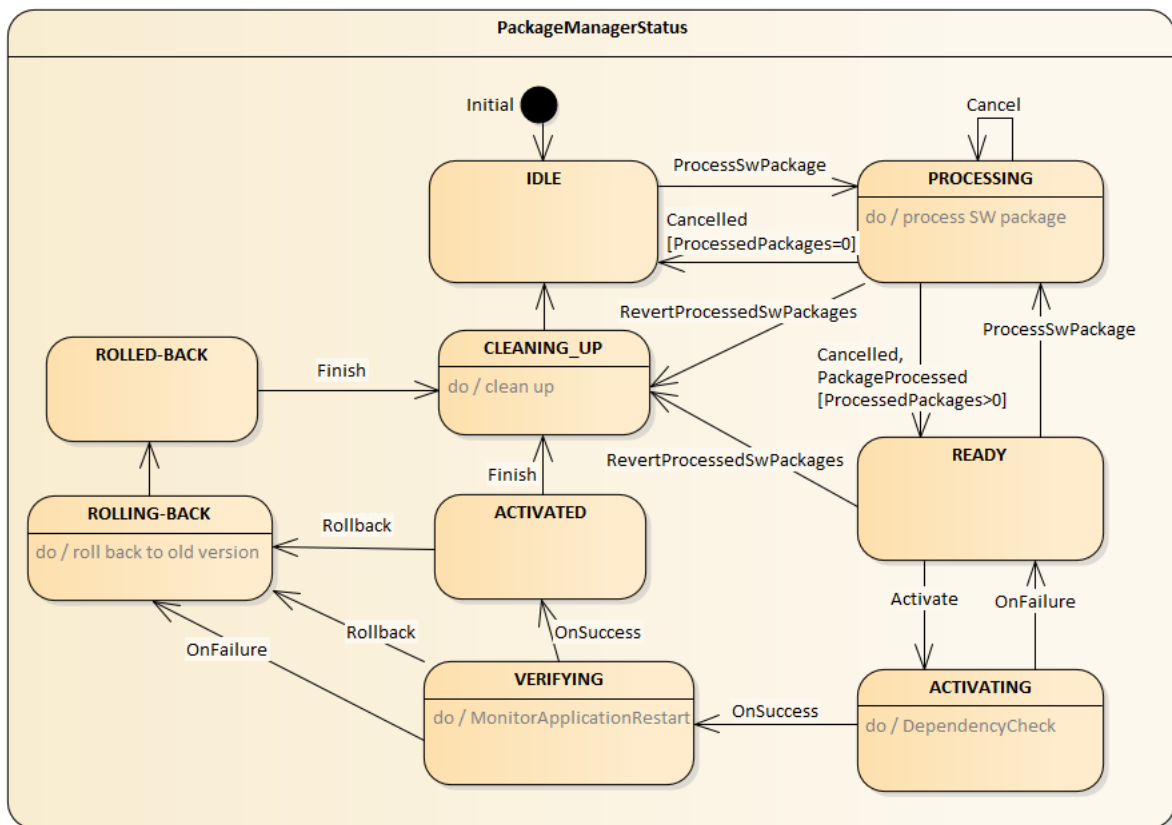 PackageManagerStatus
Initial
Cancel
IDLE
ProcessSwPackage
PROCESSING
do / process SW package
Cancelled
[ProcessedPackages=0]
RevertProcessedSwPackages
ProcessSwPackage
ROLLED-BACK
Finish
CLEANING_UP
do / clean up
Cancelled,
PackageProcessed
[ProcessedPackages>0]
RevertProcessedSwPackages
READY
Finish
ROLLING-BACK
do / roll back to old version
Rollback
ACTIVATED
Activate
OnFailure
OnSuccess
Rollback
OnFailure
VERIFYING
do / MonitorApplicationRestart
OnSuccess
ACTIVATING
do / DependencyCheck